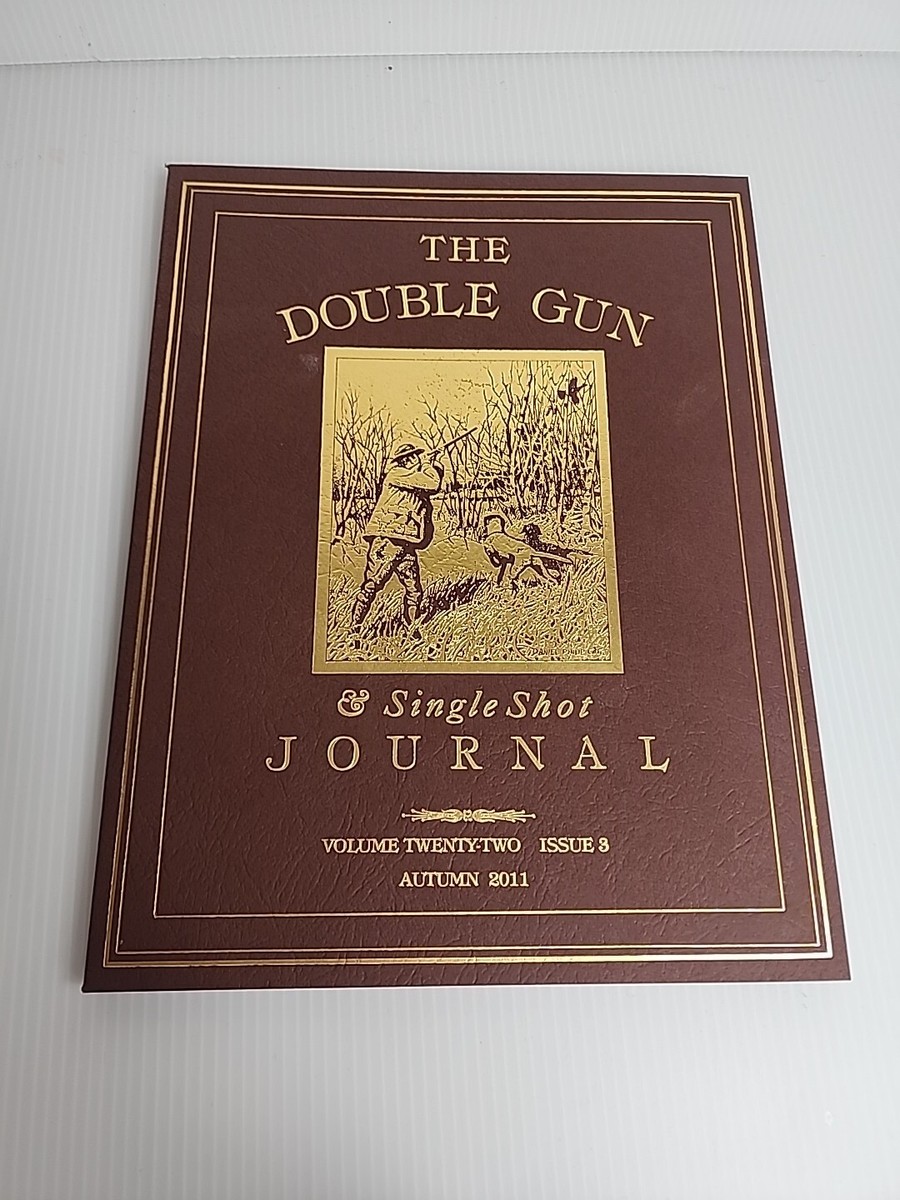 THE
DOUBLE GUN
& Single Shot
JOURNAL
VOLUME TWENTY-TWO ISSUE 3
AUTUMN 2011